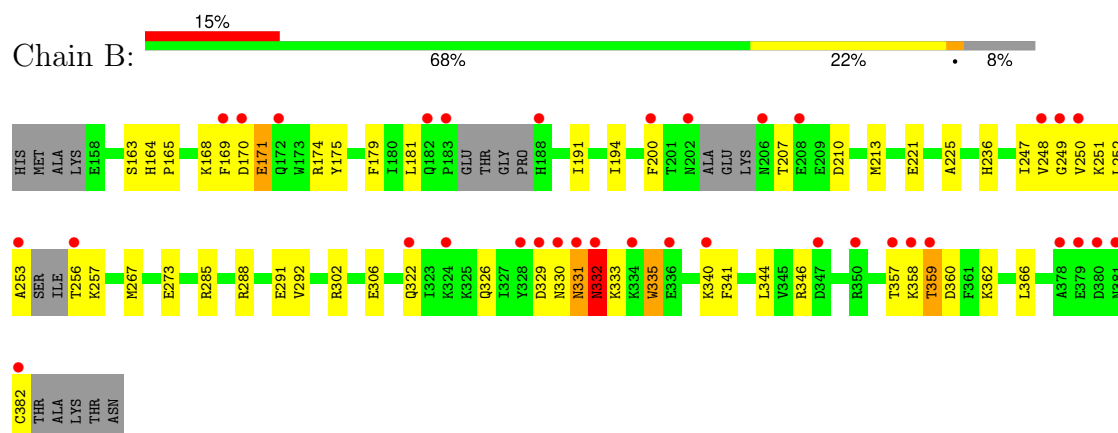 15%
Chain B:
68% 22% • 8%
HIS MET ALA LYS E158 S163 H164 P165 K168 F169 D170 E171 Q172 W173 R174 Y175 F179 I180 L181 Q182 P183 GLU THR GLY PRO H188 I191 I194 F200 T201 N202 ALA GLU LYS N206 T207 E208 E209 D210 M213 E221 A225 H236 I247 V248 G249 V250 K251 L252
A253 SER ILE T256 K257 M267 E273 R285 R288 E291 V292 R302 E306 Q322 I323 K324 K325 Q326 I327 Y328 D329 N330 N331 N332 K333 K334 W335 E336 K340 F341 L344 V345 R346 D347 R350 T357 K358 T359 D360 F361 K362 L366 A378 E379 D380 N381
C382 THR ALA LYS THR ASN